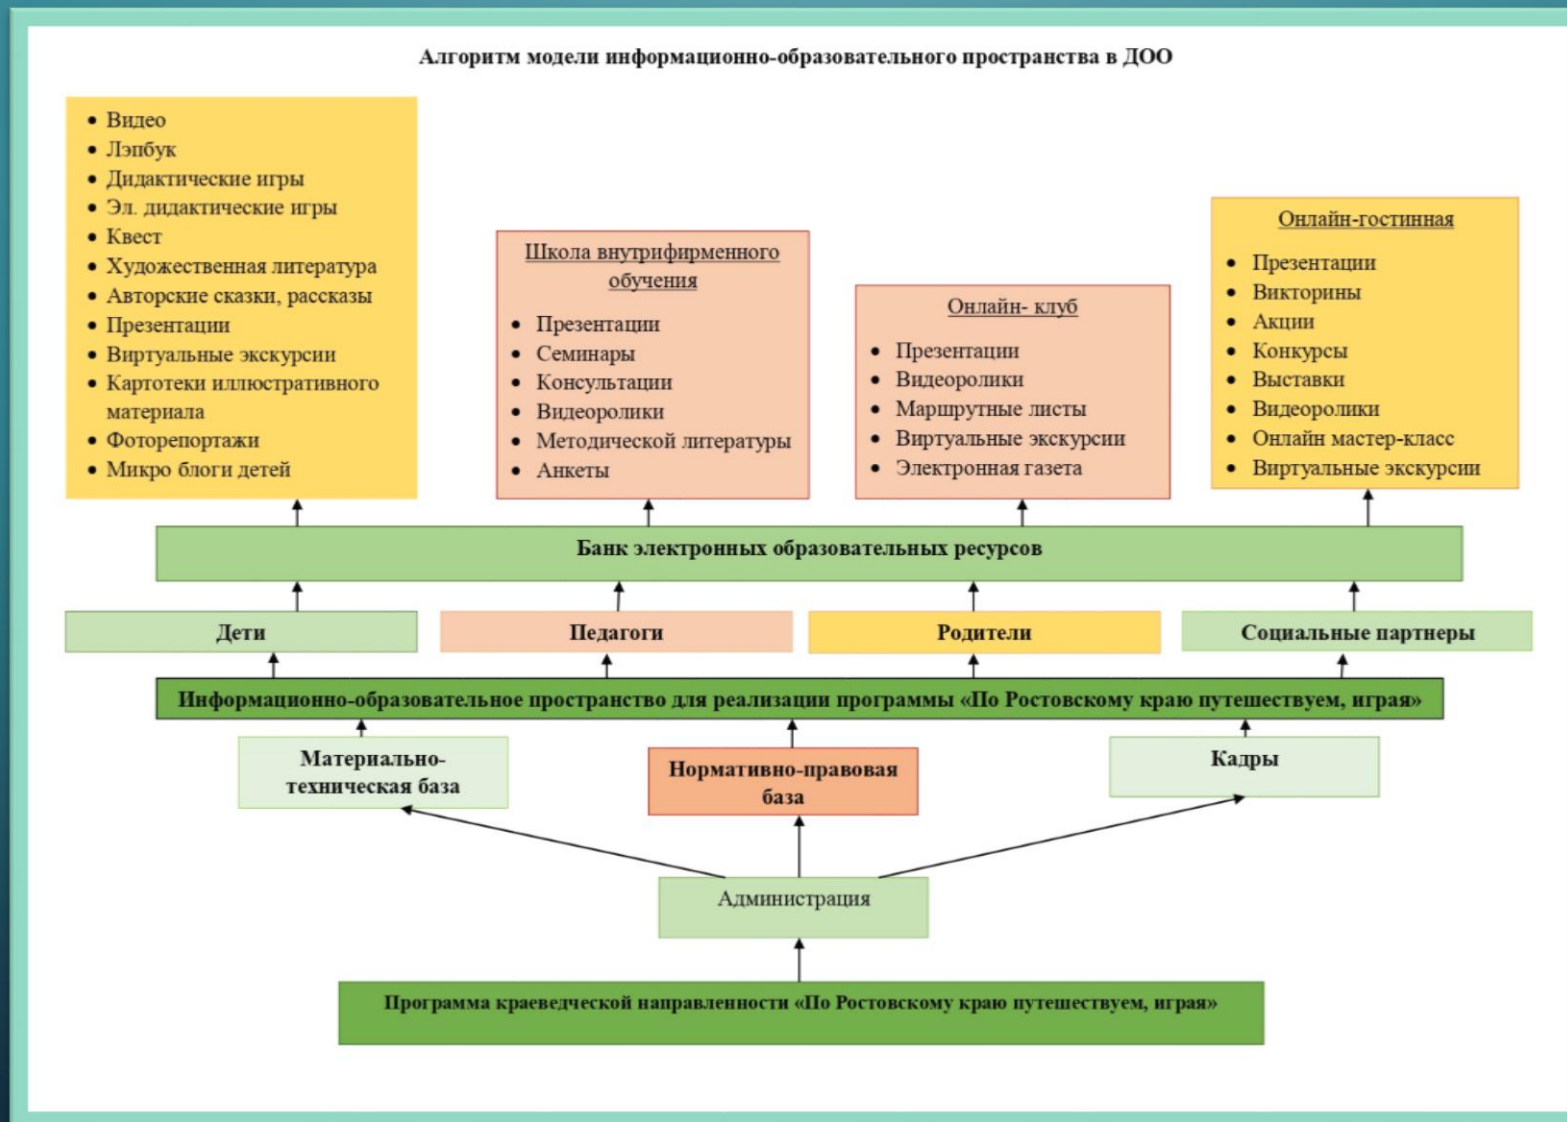 Алгоритм модели информационно-образовательного пространства в ДОО
• Видео
• Лэпбук
• Дидактические игры
• Эл. дидактические игры
• Квест
• Художественная литература
• Авторские сказки, рассказы
• Презентации
• Виртуальные экскурсии
• Картотеки иллюстративного
материала
• Фоторепортажи
• Микро блоги детей
Школа внутрифирменного
обучения
• Презентации
• Семинары
• Консультации
• Видеоролики
• Методической литературы
• Анкеты
Онлайн- клуб
• Презентации
• Видеоролики
• Маршрутные листы
• Виртуальные экскурсии
• Электронная газета
Онлайн-гостинная
• Презентации
• Викторины
• Акции
• Конкурсы
• Выставки
• Видеоролики
• Онлайн мастер-класс
• Виртуальные экскурсии
Банк электронных образовательных ресурсов
Дети
Педагоги
Родители
Социальные партнеры
Информационно-образовательное пространство для реализации программы «По Ростовскому краю путешествуем, играя»
Материально-
техническая база
Нормативно-правовая
база
Кадры
Администрация
Программа краеведческой направленности «По Ростовскому краю путешествуем, играя»